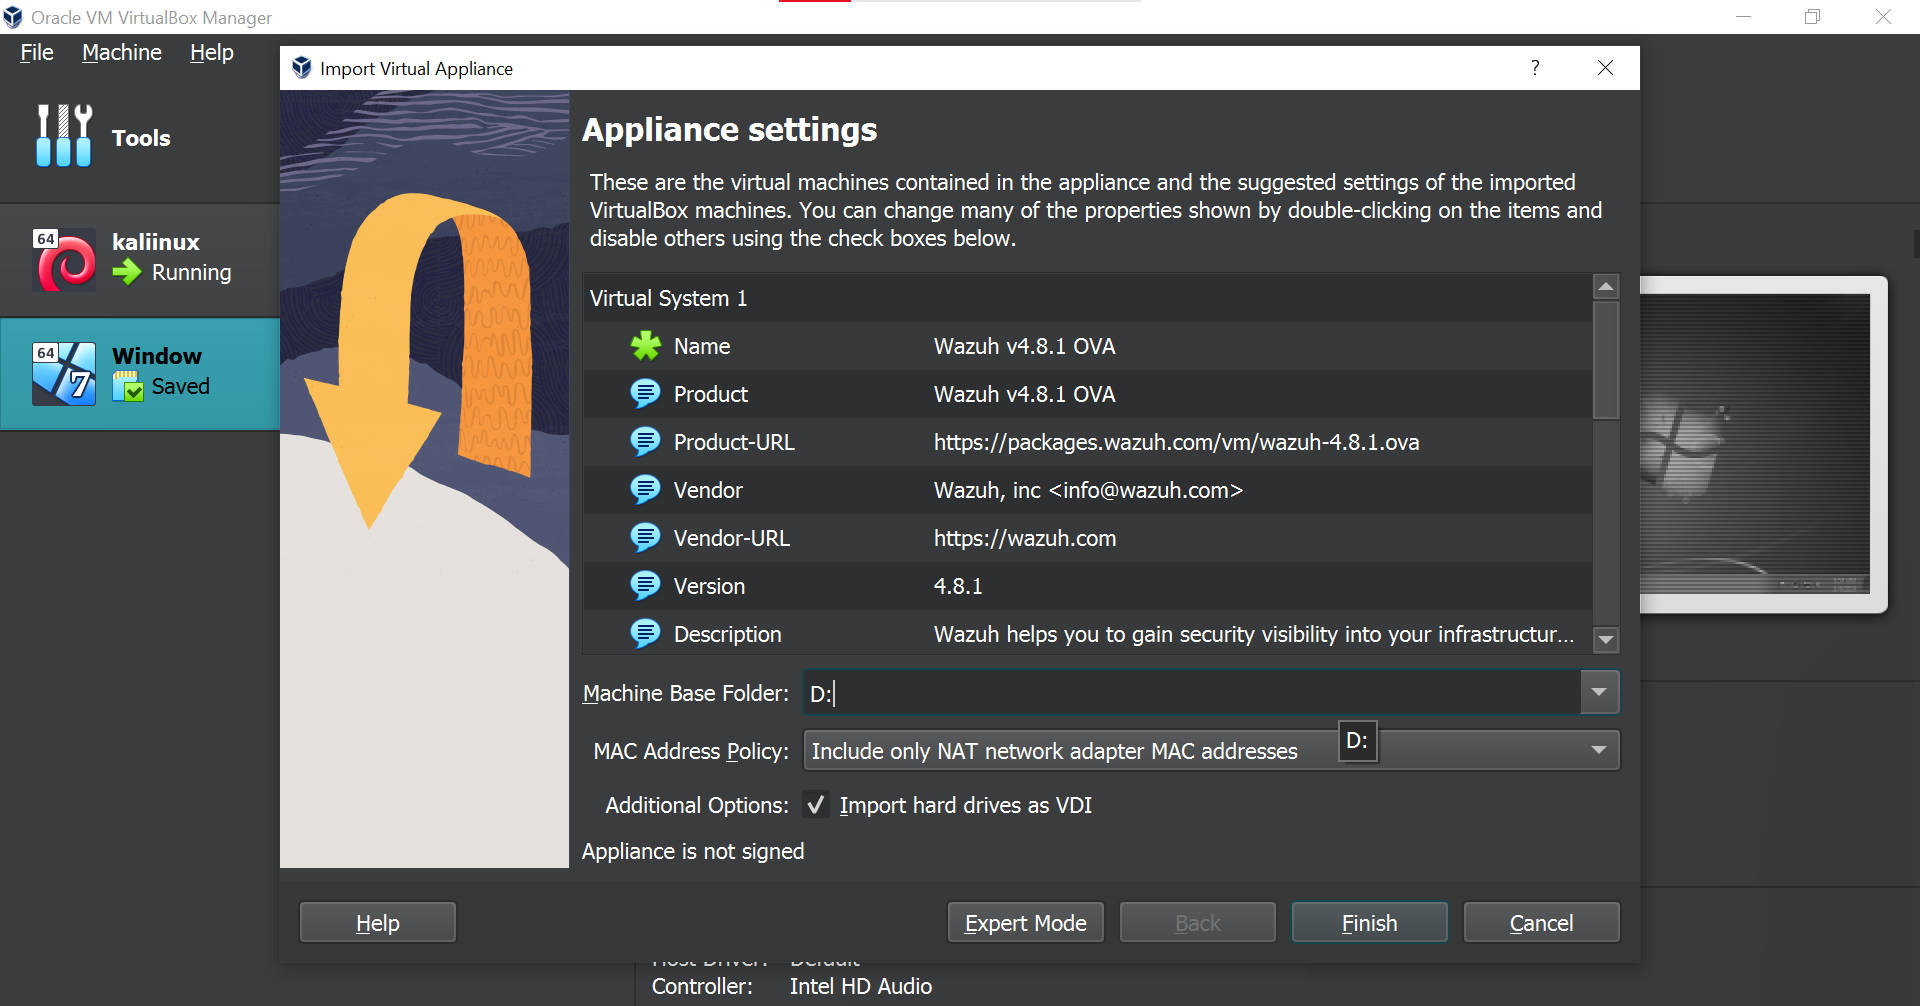 Oracle VM VirtualBox Manager
File Machine Help
Import Virtual Appliance
?
Tools
64
kaliinux
Running
64
7
Window
Saved
Appliance settings
These are the virtual machines contained in the appliance and the suggested settings of the imported
VirtualBox machines. You can change many of the properties shown by double-clicking on the items and
disable others using the check boxes below.
Virtual System 1
Name Wazuh v4.8.1 OVA
Product Wazuh v4.8.1 OVA
Product-URL https://packages.wazuh.com/vm/wazuh-4.8.1.ova
Vendor Wazuh, inc <info@wazuh.com>
Vendor-URL https://wazuh.com
Version 4.8.1
Description Wazuh helps you to gain security visibility into your infrastructur...
Machine Base Folder: D:
MAC Address Policy: Include only NAT network adapter MAC addresses
D:
Additional Options: Import hard drives as VDI
Appliance is not signed
Help Expert Mode Back Finish Cancel
Host Driver: Default
Controller: Intel HD Audio